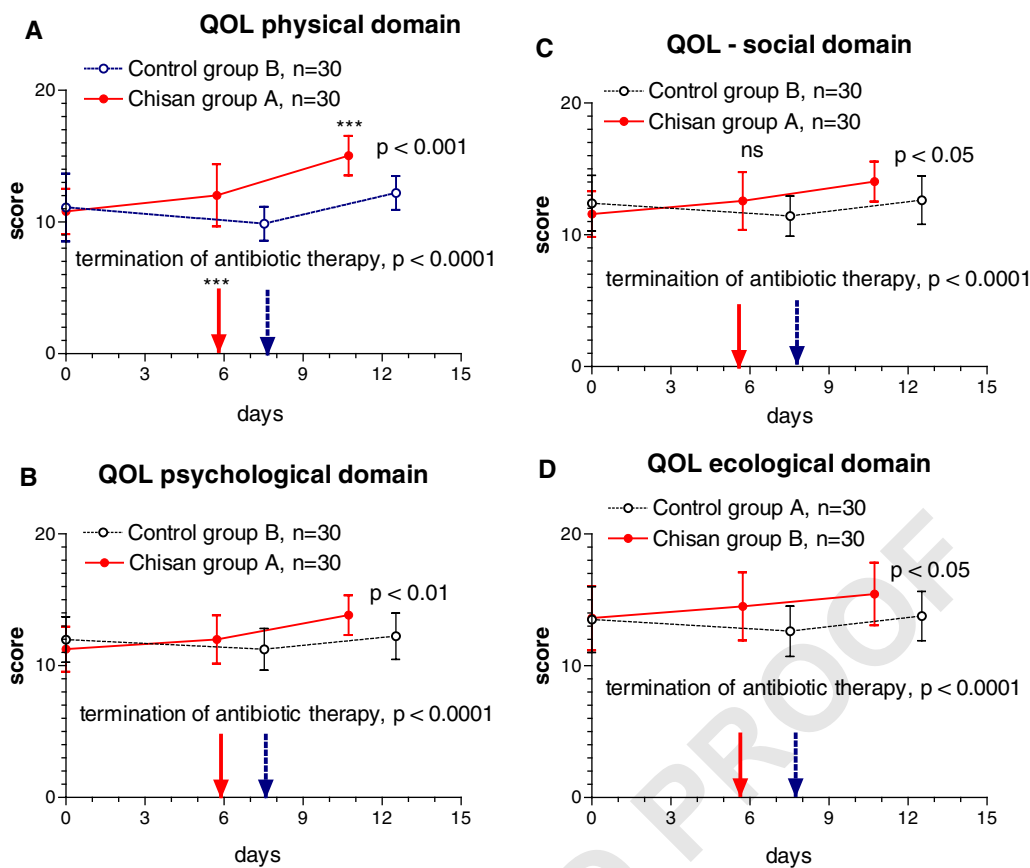 A
QOL physical domain
Control group B, n=30
Chisan group A, n=30
***
p < 0.001
20
10
0
score
termination of antibiotic therapy, p < 0.0001
***
0 3 6 9 12 15
days
C
QOL - social domain
Control group B, n=30
Chisan group A, n=30
ns
p < 0.05
20
10
0
score
terminaition of antibiotic therapy, p < 0.0001
0 3 6 9 12 15
days
B
QOL psychological domain
Control group B, n=30
Chisan group A, n=30
p < 0.01
20
10
0
score
termination of antibiotic therapy, p < 0.0001
0 3 6 9 12 15
days
D
QOL ecological domain
Control group A, n=30
Chisan group B, n=30
p < 0.05
20
10
0
score
termination of antibiotic therapy, p < 0.0001
0 3 6 9 12 15
days
PROOF